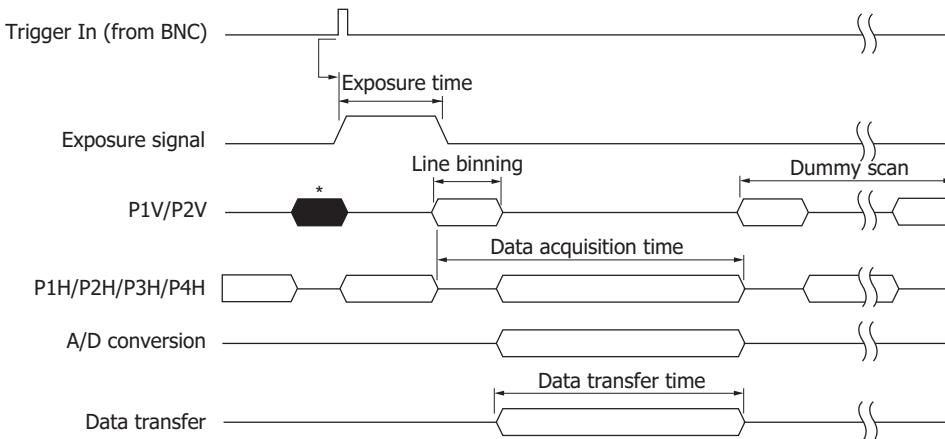 Trigger In (from BNC)
Exposure time
Exposure signal
Line binning
Dummy scan
*
P1V/P2V
Data acquisition time
P1H/P2H/P3H/P4H
A/D conversion
Data transfer time
Data transfer